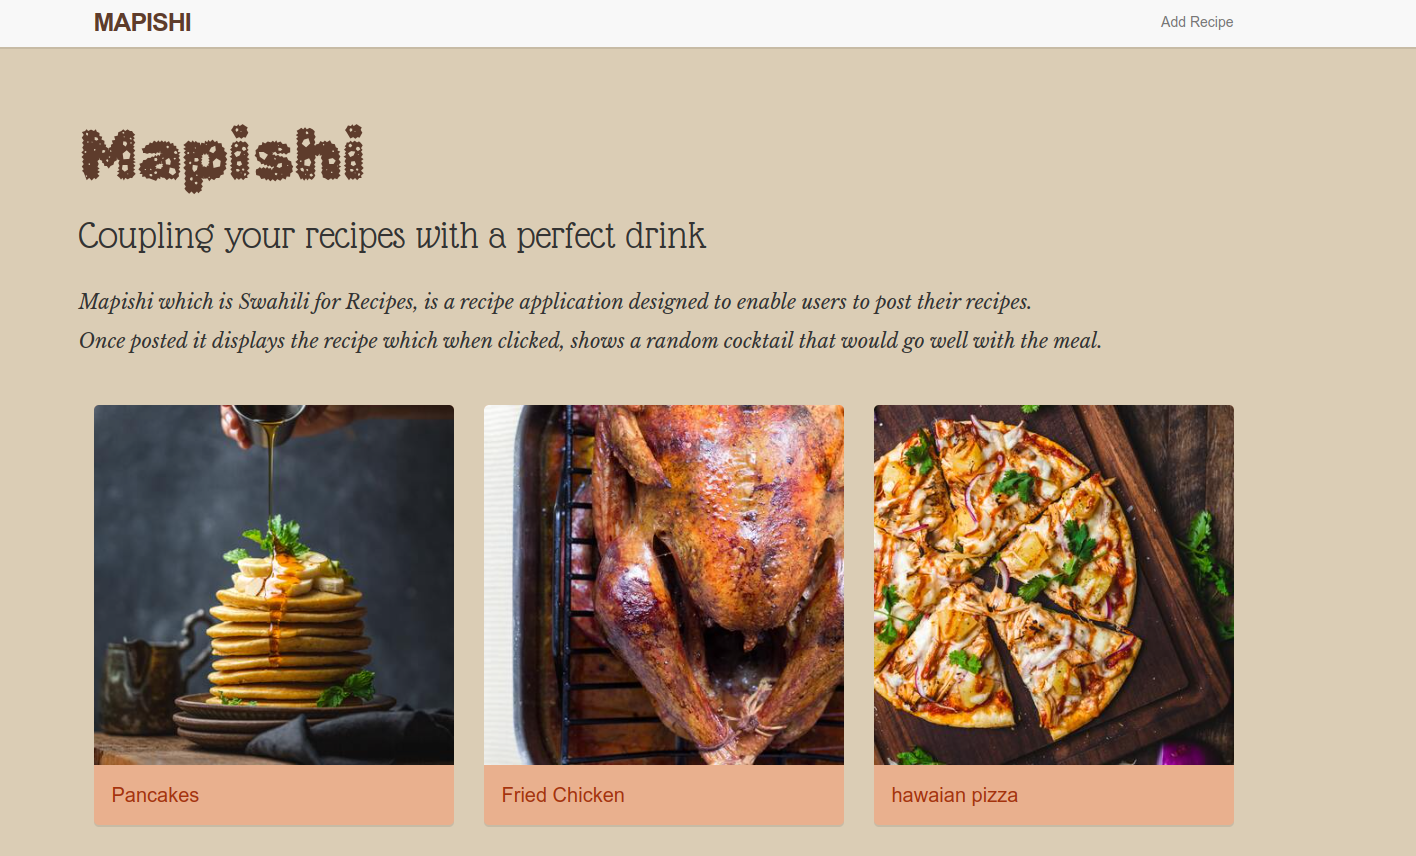 MAPISHI
Add Recipe
Mapishi
Coupling your recipes with a perfect drink
Mapishi which is Swahili for Recipes, is a recipe application designed to enable users to post their recipes.
Once posted it displays the recipe which when clicked, shows a random cocktail that would go well with the meal.
Pancakes
Fried Chicken
hawaian pizza